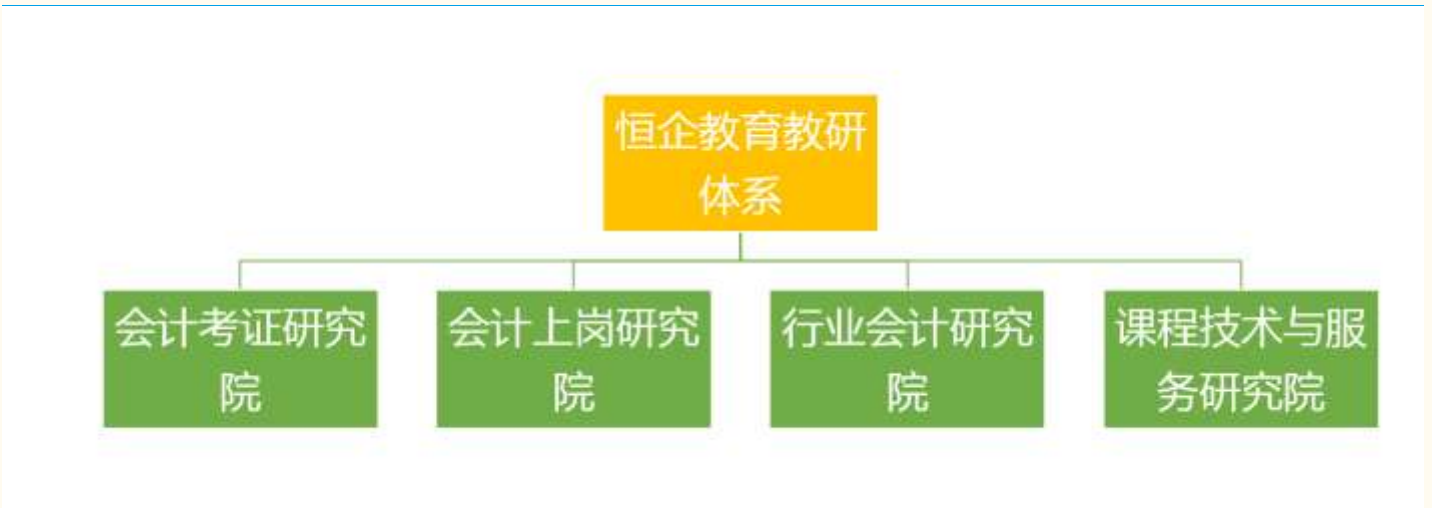 恒企教育教研
体系
会计考证研究
院
会计上岗研究
院
行业会计研究
院
课程技术与服
务研究院